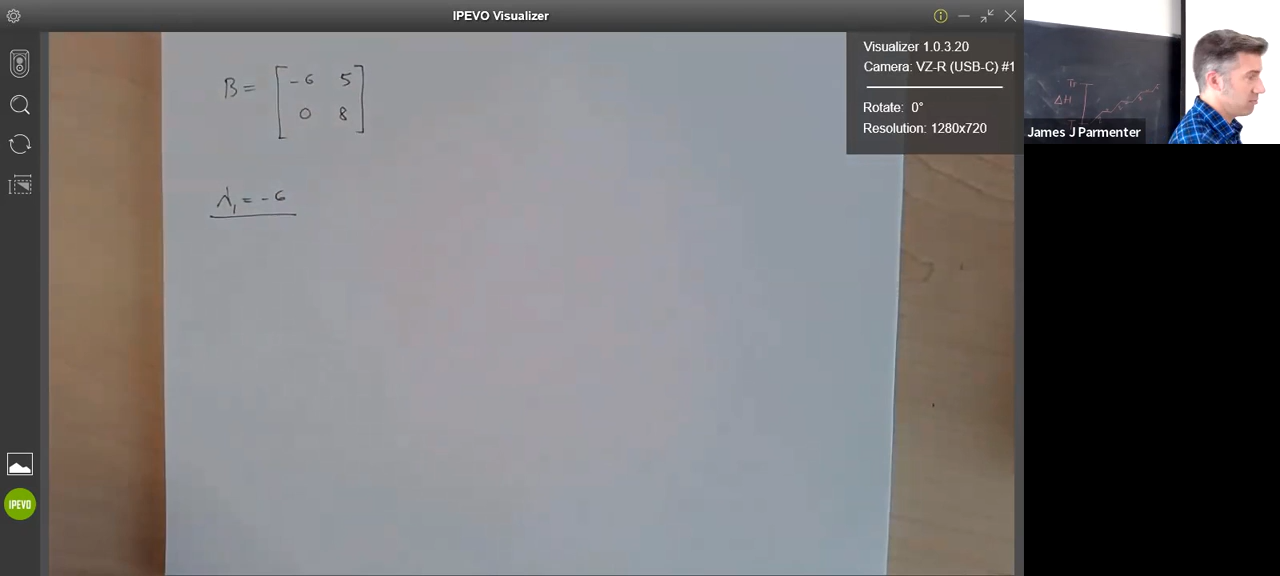 IPEVO Visualizer
Visualizer 1.0.3.20
Camera: VZ-R (USB-C) #1
Rotate: 0°
Resolution: 1280x720
B = [ -6 5
0 8 ]
λ₁ = -6
ΔH
James J Parmenter
IPEVO